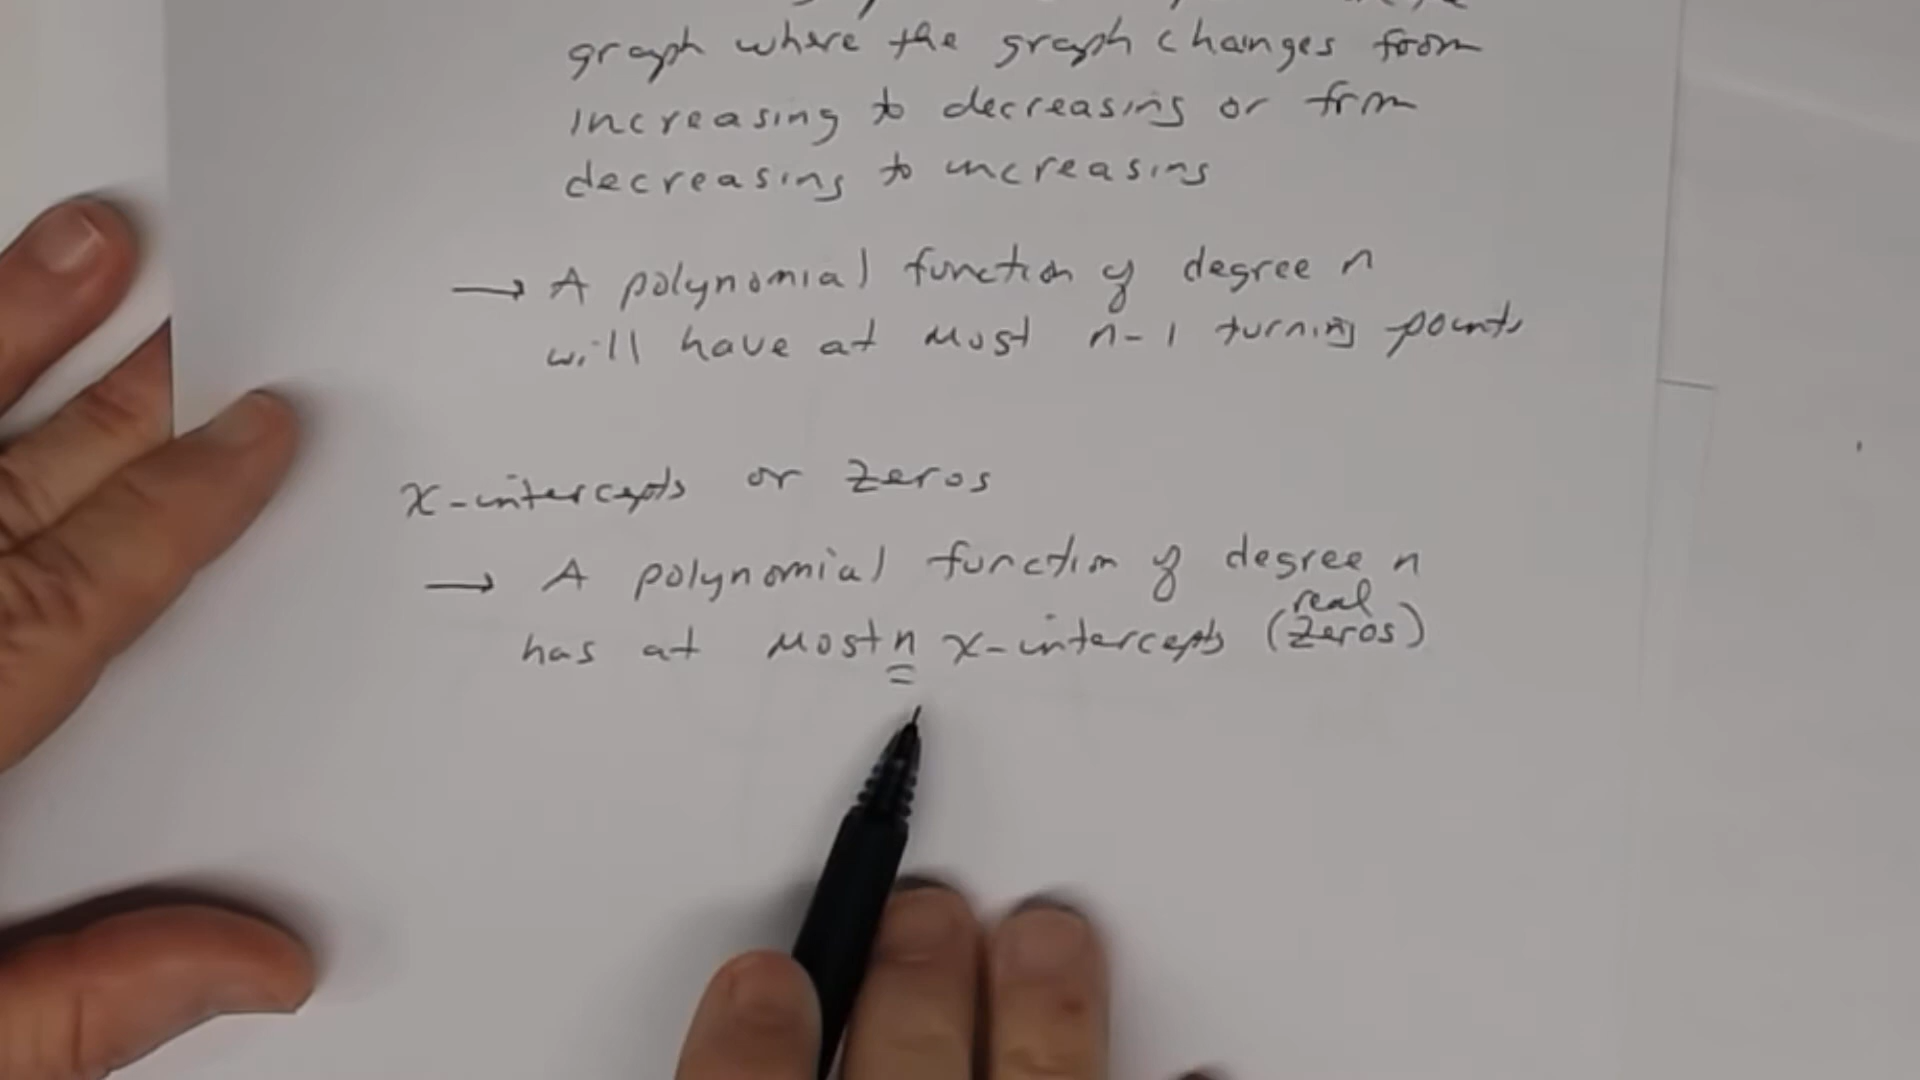 graph where the graph changes from
increasing to decreasing or from
decreasing to increasing
→ A polynomial function of degree n
will have at most n-1 turning points
x-intercepts or zeros
→ A polynomial function of degree n
real
has at most n x-intercepts (zeros)